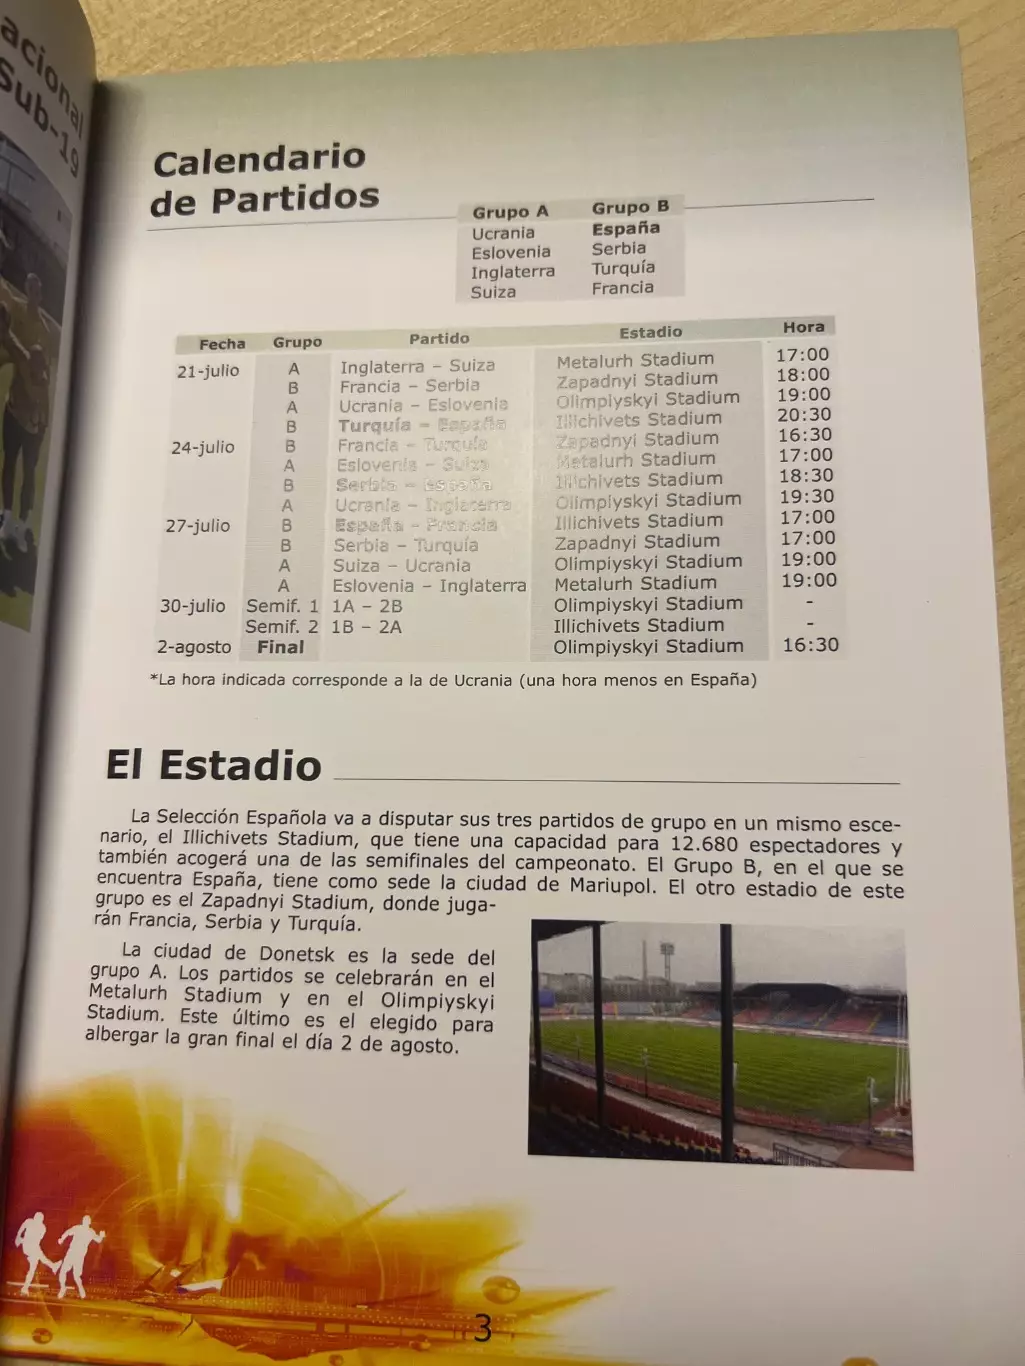 acional
Sub-19
Calendario
de Partidos
Grupo A Grupo B
Ucrania España
Eslovenia Serbia
Inglaterra Turquía
Suiza Francia
Fecha Grupo Partido Estadio Hora
21-julio A Inglaterra – Suiza Metalurh Stadium 17:00
B Francia – Serbia Zapadnyi Stadium 18:00
A Ucrania – Eslovenia Olimpiyskyi Stadium 19:00
B Turquía – España Illichivets Stadium 20:30
24-julio B Francia – Turquía Zapadnyi Stadium 16:30
A Eslovenia – Suiza Metalurh Stadium 17:00
B Serbia – España Illichivets Stadium 18:30
A Ucrania – Inglaterra Olimpiyskyi Stadium 19:30
27-julio B España – Francia Illichivets Stadium 17:00
B Serbia – Turquía Zapadnyi Stadium 17:00
A Suiza – Ucrania Olimpiyskyi Stadium 19:00
A Eslovenia – Inglaterra Metalurh Stadium 19:00
30-julio Semif. 1 1A – 2B Olimpiyskyi Stadium -
Semif. 2 1B – 2A Illichivets Stadium -
2-agosto Final Olimpiyskyi Stadium 16:30
*La hora indicada corresponde a la de Ucrania (una hora menos en España)
El Estadio
La Selección Española va a disputar sus tres partidos de grupo en un mismo esce-
nario, el Illichivets Stadium, que tiene una capacidad para 12.680 espectadores y
también acogerá una de las semifinales del campeonato. El Grupo B, en el que se
encuentra España, tiene como sede la ciudad de Mariupol. El otro estadio de este
grupo es el Zapadnyi Stadium, donde juga-
rán Francia, Serbia y Turquía.
La ciudad de Donetsk es la sede del
grupo A. Los partidos se celebrarán en el
Metalurh Stadium y en el Olimpiyskyi
Stadium. Este último es el elegido para
albergar la gran final el día 2 de agosto.
3